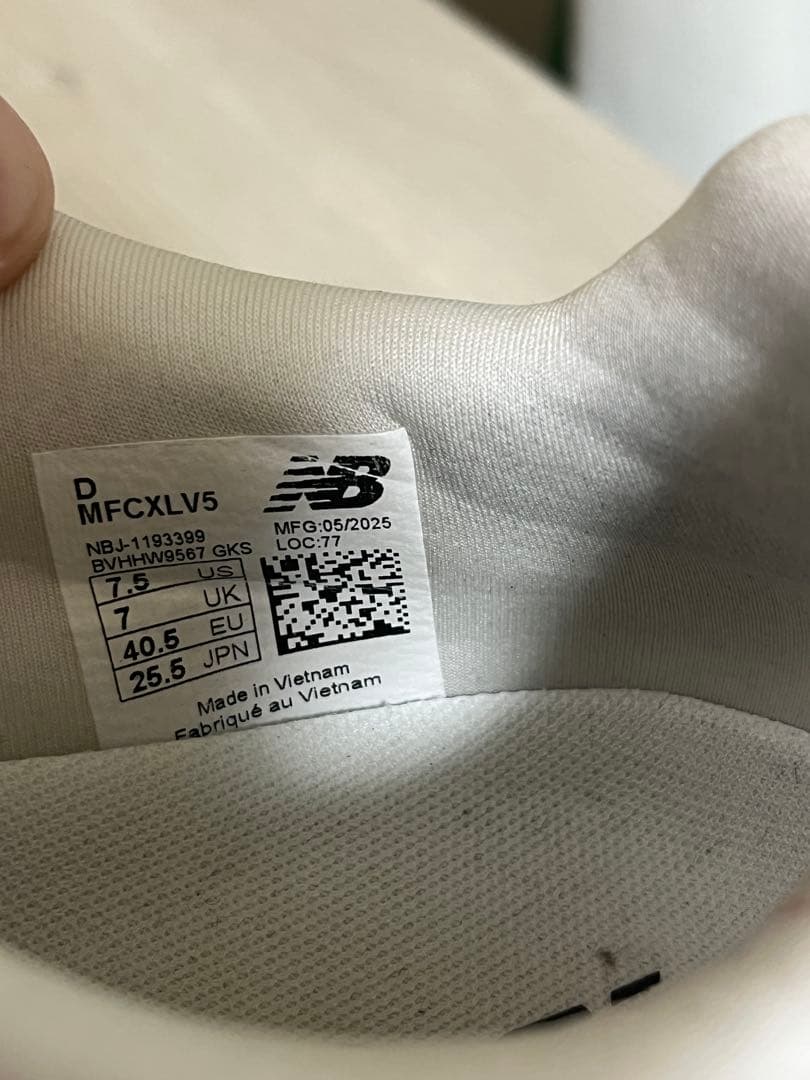 D
MFCXLV5
NB
NBJ-1193399
BVHHW9567 GKS
MFG:05/2025
LOC:77
7.5 US
7 UK
40.5 EU
25.5 JPN
Made in Vietnam
Fabriqué au Vietnam